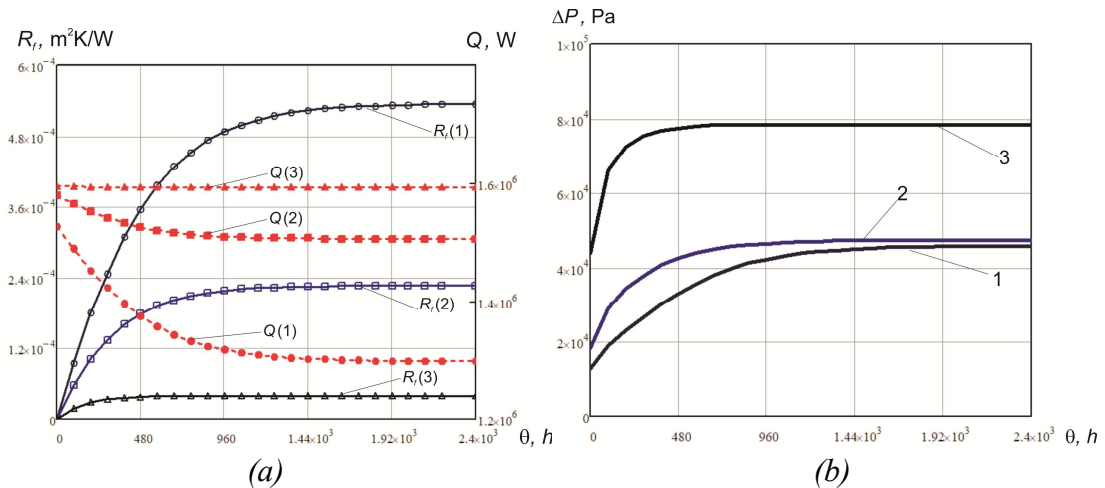 R_f, m²K/W
Q, W
6×10⁻⁴
4.8×10⁻⁴
3.6×10⁻⁴
2.4×10⁻⁴
1.2×10⁻⁴
0
1.6×10⁶
1.4×10⁶
1.2×10⁶
R_f(1)
Q(3)
Q(2)
R_f(2)
Q(1)
R_f(3)
0 480 960 1.44×10³ 1.92×10³ 2.4×10³ θ, h
(a)
ΔP, Pa
1×10⁵
8×10⁴
6×10⁴
4×10⁴
2×10⁴
0
3
2
1
0 480 960 1.44×10³ 1.92×10³ 2.4×10³ θ, h
(b)